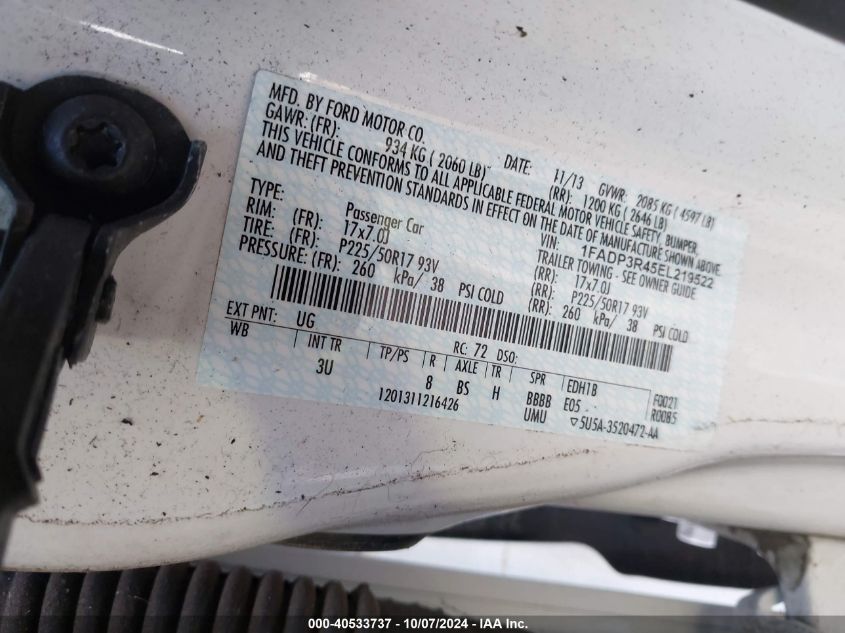 MFD. BY FORD MOTOR CO.
DATE: 11/13 GVWR: 2085 KG ( 4597 LB)
GAWR: (FR): 934 KG ( 2060 LB) (RR): 1200 KG ( 2646 LB)
THIS VEHICLE CONFORMS TO ALL APPLICABLE FEDERAL MOTOR VEHICLE SAFETY, BUMPER,
AND THEFT PREVENTION STANDARDS IN EFFECT ON THE DATE OF MANUFACTURE SHOWN ABOVE.
VIN: 1FADP3R45EL219522
TYPE: Passenger Car TRAILER TOWING - SEE OWNER GUIDE
RIM: (FR): 17x7.0J (RR): 17x7.0J
TIRE: (FR): P225/50R17 93V (RR): P225/50R17 93V
PRESSURE: (FR): 260 kPa/ 38 PSI COLD (RR): 260 kPa/ 38 PSI COLD
EXT PNT: UG RC: 72 DSO:
WB INT TR TP/PS R AXLE TR SPR EDH1B F0021
3U 8 BS H BBBB E05 R0085
1201311216426 UMU ▽5U5A-3520472-AA
000-40533737 - 10/07/2024 - IAA Inc.